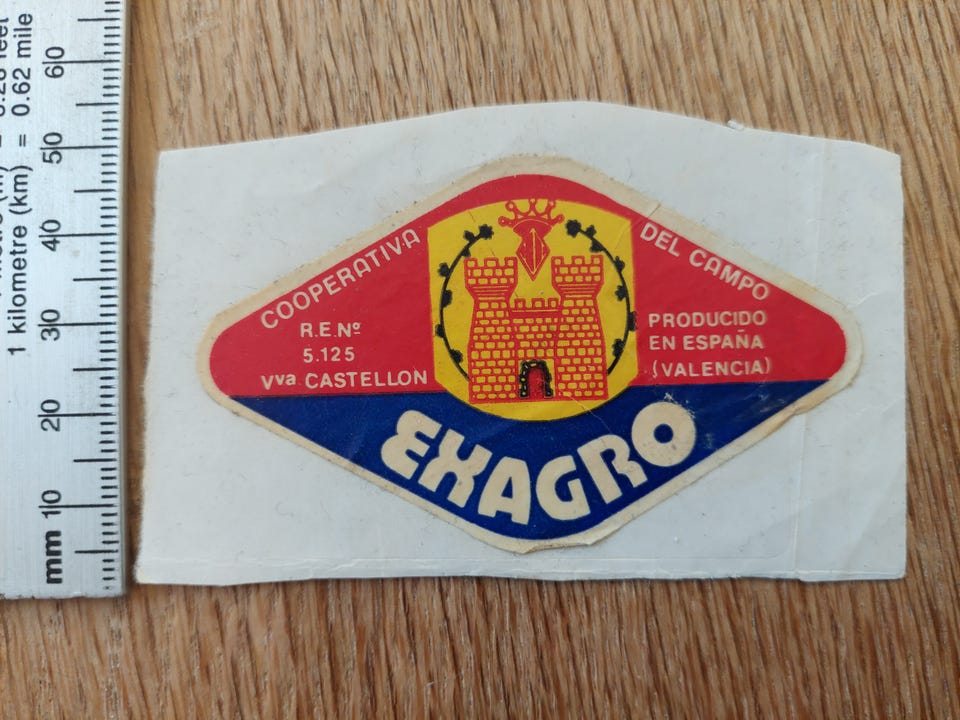 COOPERATIVA
DEL CAMPO
R.E.Nº
5.125
Vva CASTELLON
PRODUCIDO
EN ESPAÑA
(VALENCIA)
EXAGRO
1 kilometre (km) = 0.62 mile
mm 10 20 30 40 50 60